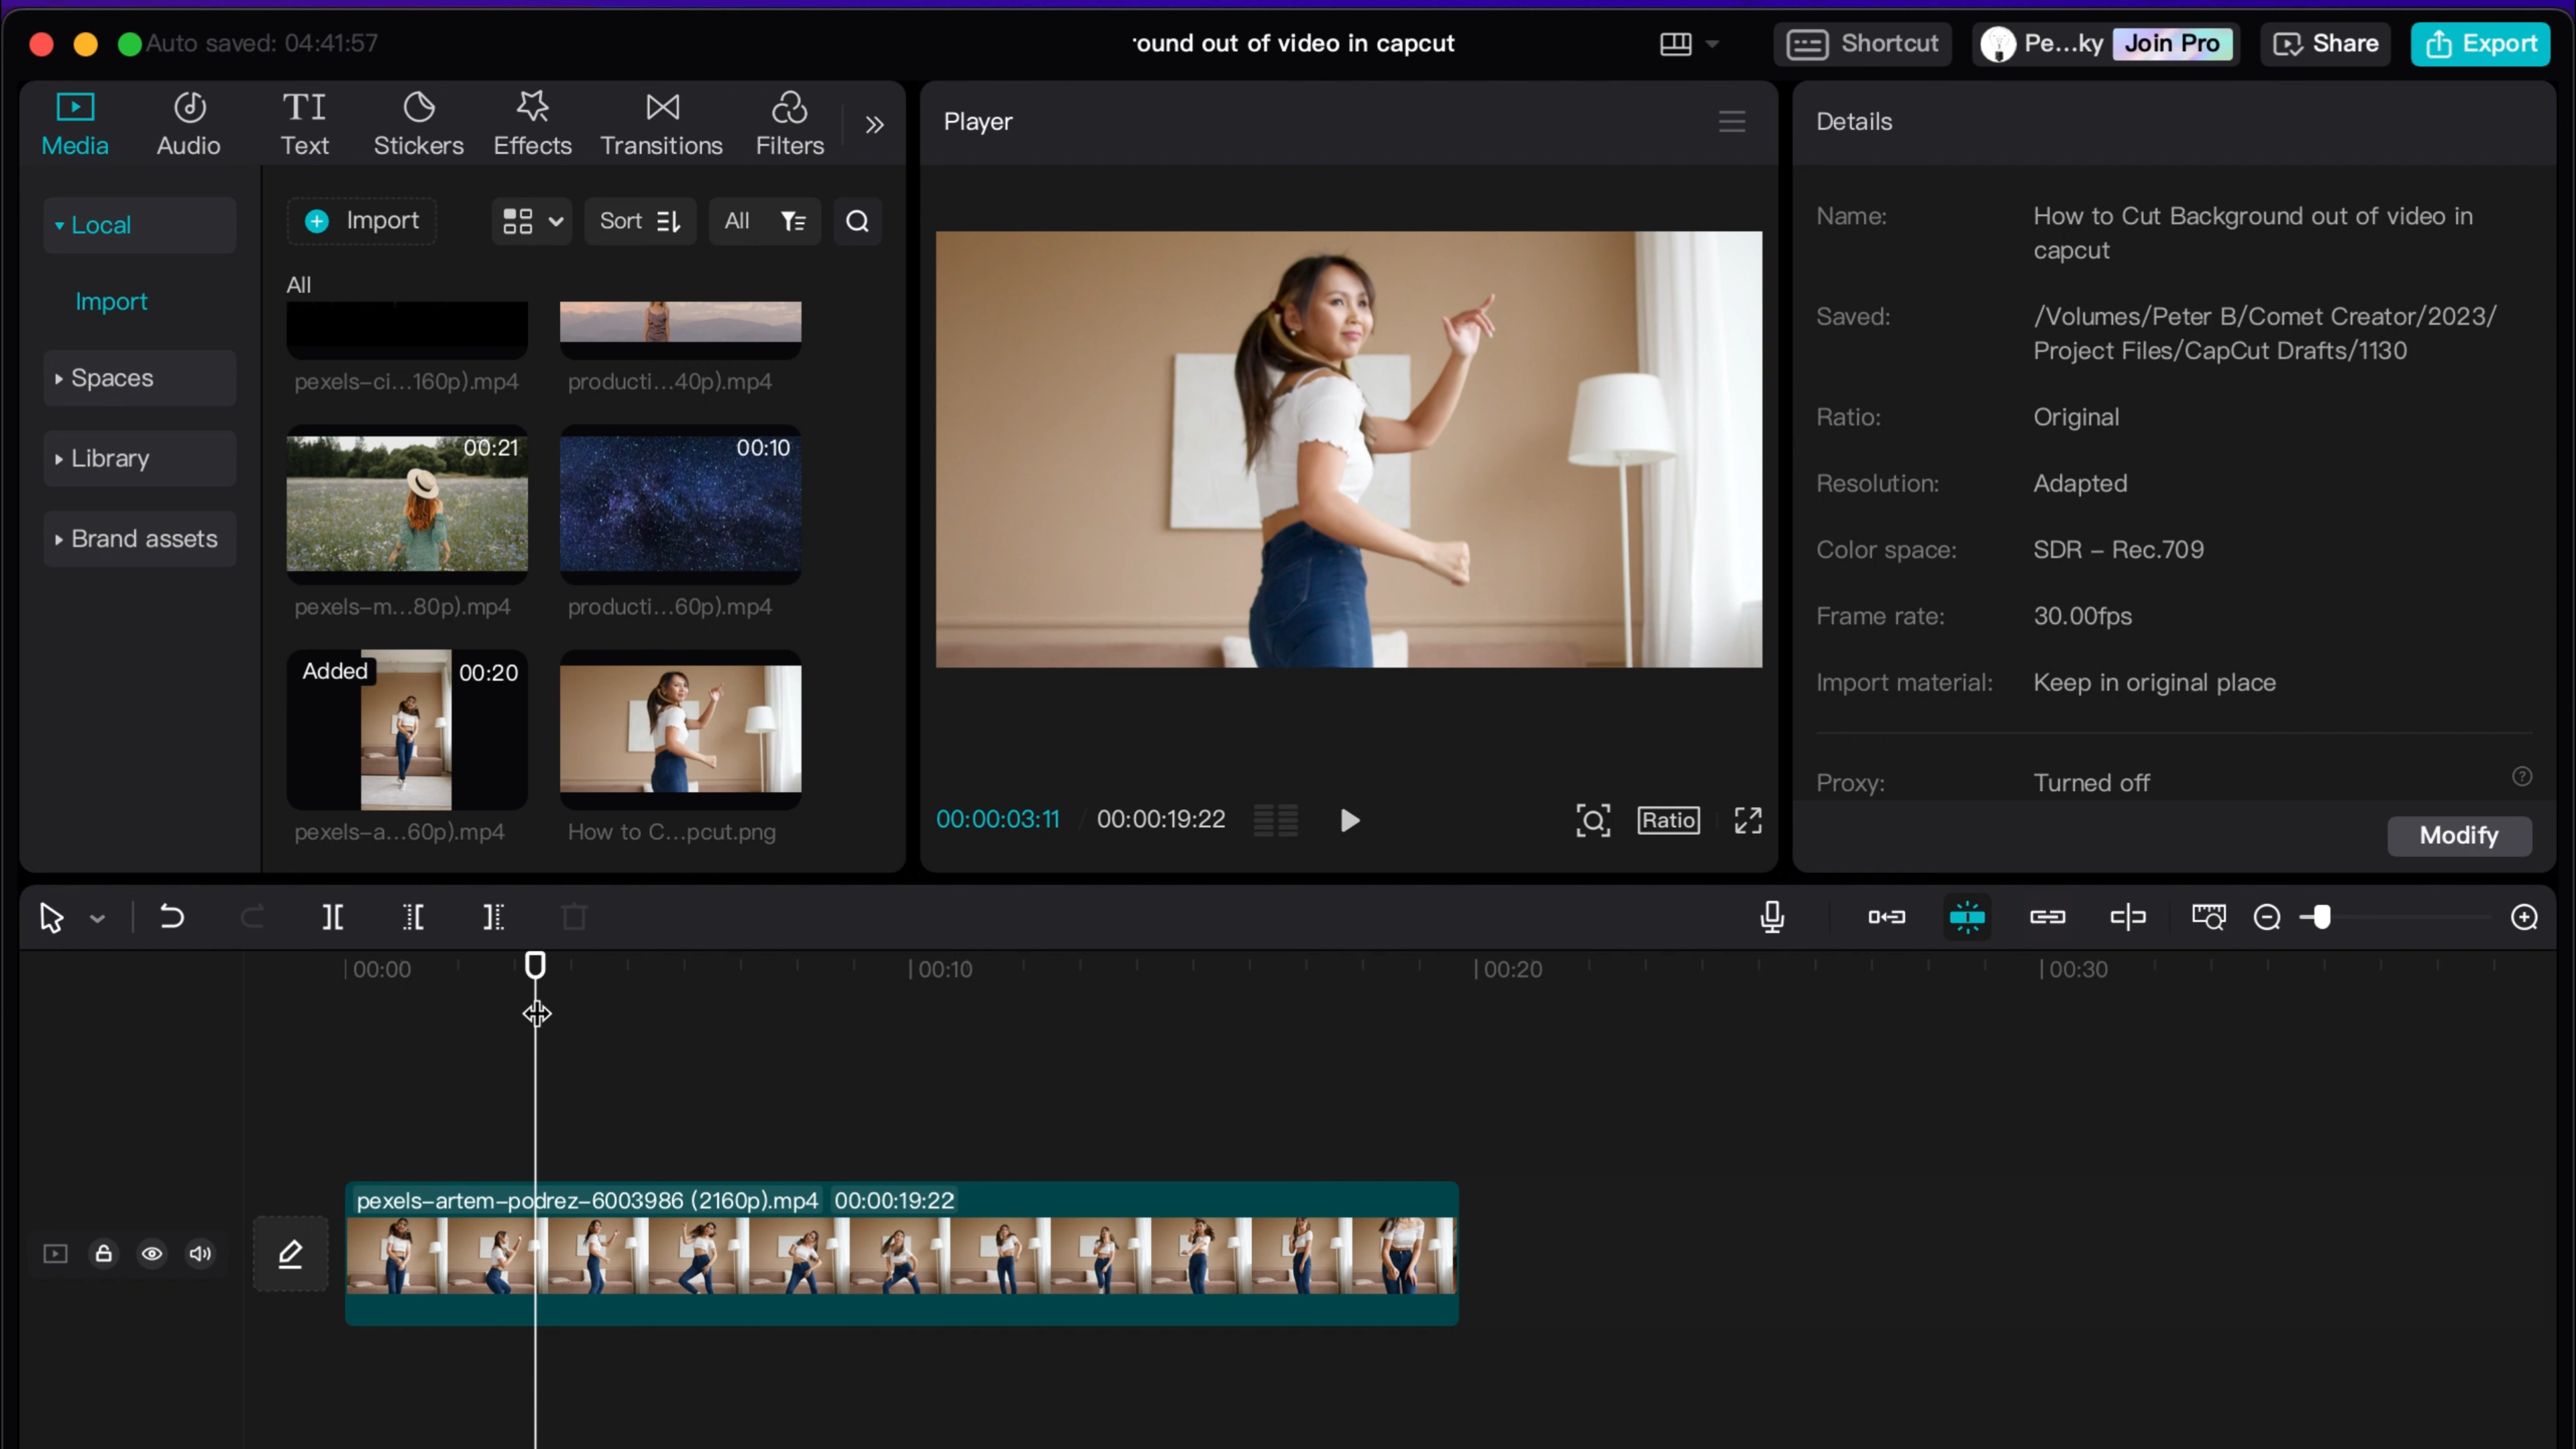 Auto saved: 04:41:57
round out of video in capcut
Shortcut
Pe...ky
Join Pro
Share
Export
Media
Audio
TI
Text
Stickers
Effects
Transitions
Filters
Local
Import
Spaces
Library
Brand assets
Import
Sort
All
All
pexels-ci...160p).mp4
producti...40p).mp4
00:21
00:10
pexels-m...80p).mp4
producti...60p).mp4
Added
00:20
pexels-a...60p).mp4
How to C...pcut.png
Player
00:00:03:11 / 00:00:19:22
Ratio
Details
Name: How to Cut Background out of video in
capcut
Saved: /Volumes/Peter B/Comet Creator/2023/
Project Files/CapCut Drafts/1130
Ratio: Original
Resolution: Adapted
Color space: SDR – Rec.709
Frame rate: 30.00fps
Import material: Keep in original place
Proxy: Turned off
Modify
00:00
00:10
00:20
00:30
pexels-artem-podrez-6003986 (2160p).mp4 00:00:19:22